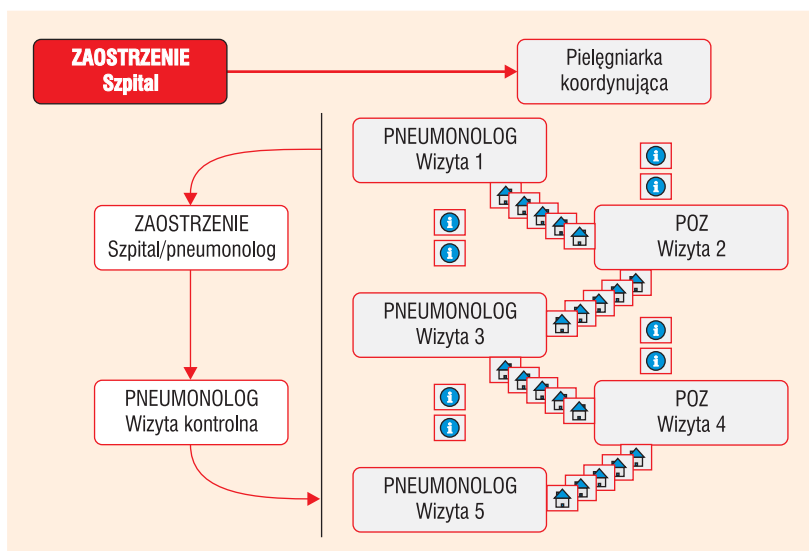 ZAOSTRZENIE
Szpital
Pielęgniarka
koordynująca
PNEUMONOLOG
Wizyta 1
ZAOSTRZENIE
Szpital/pneumonolog
POZ
Wizyta 2
PNEUMONOLOG
Wizyta 3
PNEUMONOLOG
Wizyta kontrolna
POZ
Wizyta 4
PNEUMONOLOG
Wizyta 5